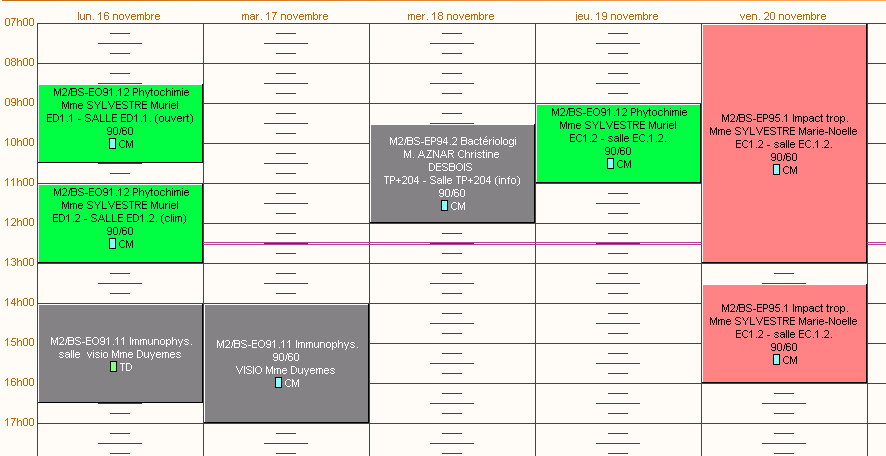 lun. 16 novembre
mar. 17 novembre
mer. 18 novembre
jeu. 19 novembre
ven. 20 novembre
07h00
08h00
09h00
10h00
11h00
12h00
13h00
14h00
15h00
16h00
17h00
M2/BS-EO91.12 Phytochimie
Mme SYLVESTRE Muriel
ED1.1 - SALLE ED1.1. (ouvert)
90/60
CM
M2/BS-EO91.12 Phytochimie
Mme SYLVESTRE Muriel
ED1.2 - SALLE ED1.2. (clim)
90/60
CM
M2/BS-EO91.11 Immunophys.
salle visio Mme Duyemes
TD
M2/BS-EO91.11 Immunophys.
90/60
VISIO Mme Duyemes
CM
M2/BS-EP94.2 Bactériologi
M. AZNAR Christine
DESBOIS
TP+204 - Salle TP+204 (info)
90/60
CM
M2/BS-EO91.12 Phytochimie
Mme SYLVESTRE Muriel
EC1.2 - salle EC.1.2.
90/60
CM
M2/BS-EP95.1 Impact trop.
Mme SYLVESTRE Marie-Noelle
EC1.2 - salle EC.1.2.
90/60
CM
M2/BS-EP95.1 Impact trop.
Mme SYLVESTRE Marie-Noelle
EC1.2 - salle EC.1.2.
90/60
CM